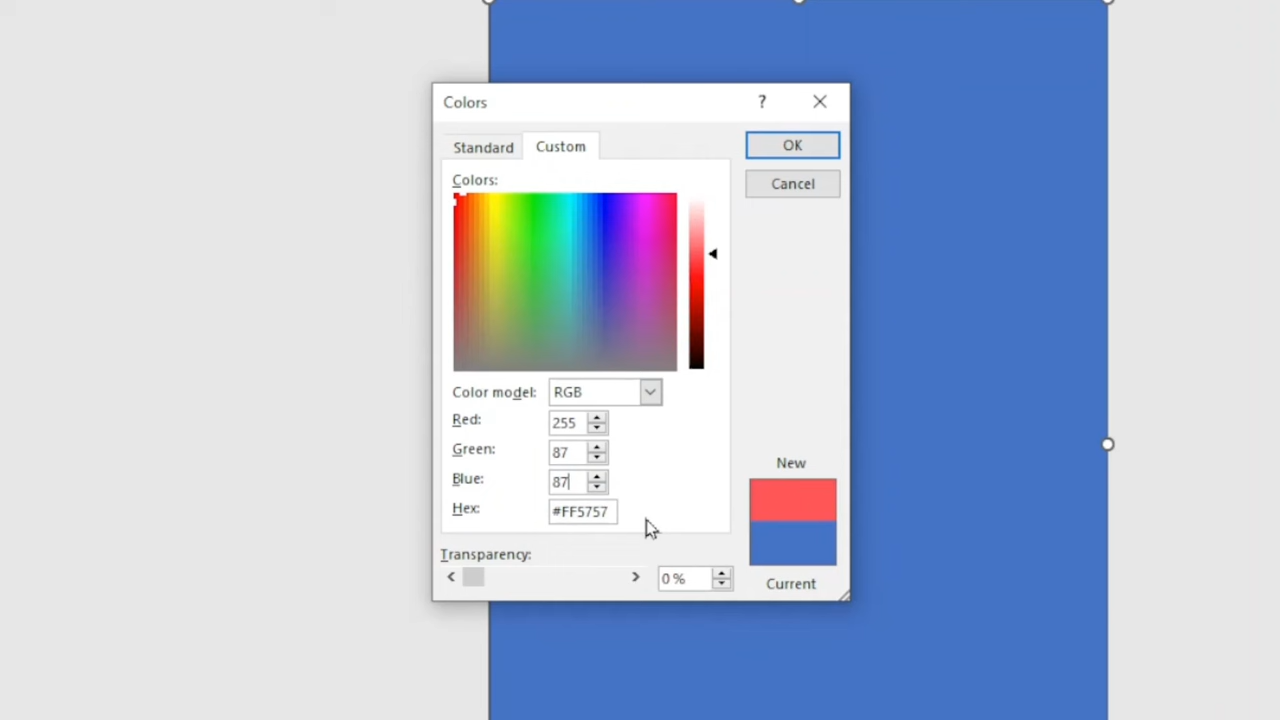 Colors ?
Standard Custom OK
Colors: Cancel
Color model: RGB
Red: 255
Green: 87
Blue: 87
Hex: #FF5757
New
Transparency: 0 %
Current